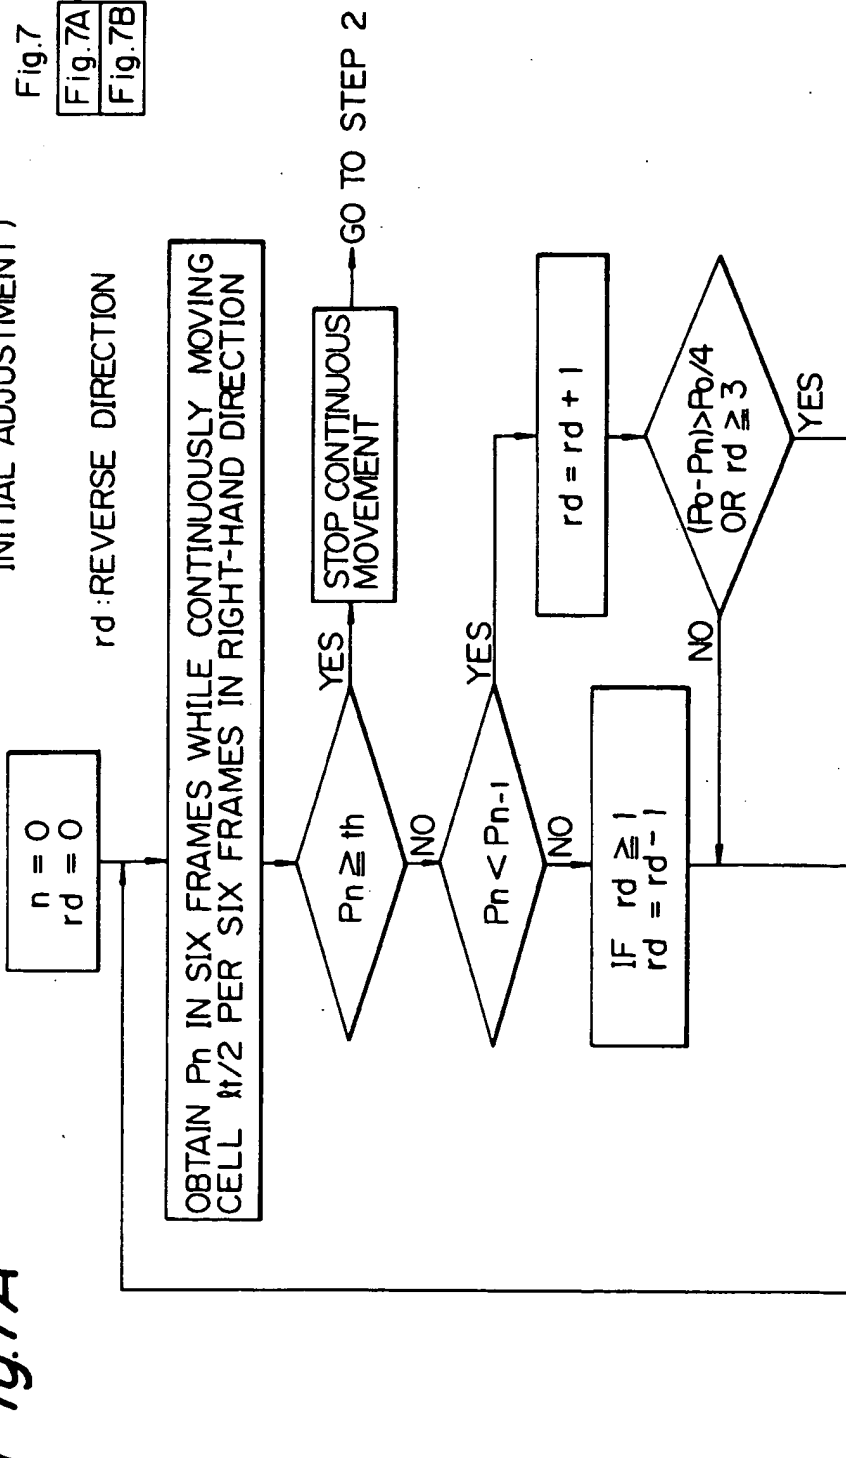 Fig.7A
INITIAL ADJUSTMENT)
Fig.7
Fig.7A
Fig.7B
rd:REVERSE DIRECTION
n = 0
rd = 0
OBTAIN Pn IN SIX FRAMES WHILE CONTINUOUSLY MOVING
CELL ℓt/2 PER SIX FRAMES IN RIGHT-HAND DIRECTION
Pn ≧ th
YES
STOP CONTINUOUS
MOVEMENT
GO TO STEP 2
NO
Pn < Pn-1
YES
rd = rd + 1
NO
IF rd ≧ 1
rd = rd - 1
(Po-Pn)>Po/4
OR rd ≧ 3
NO
YES